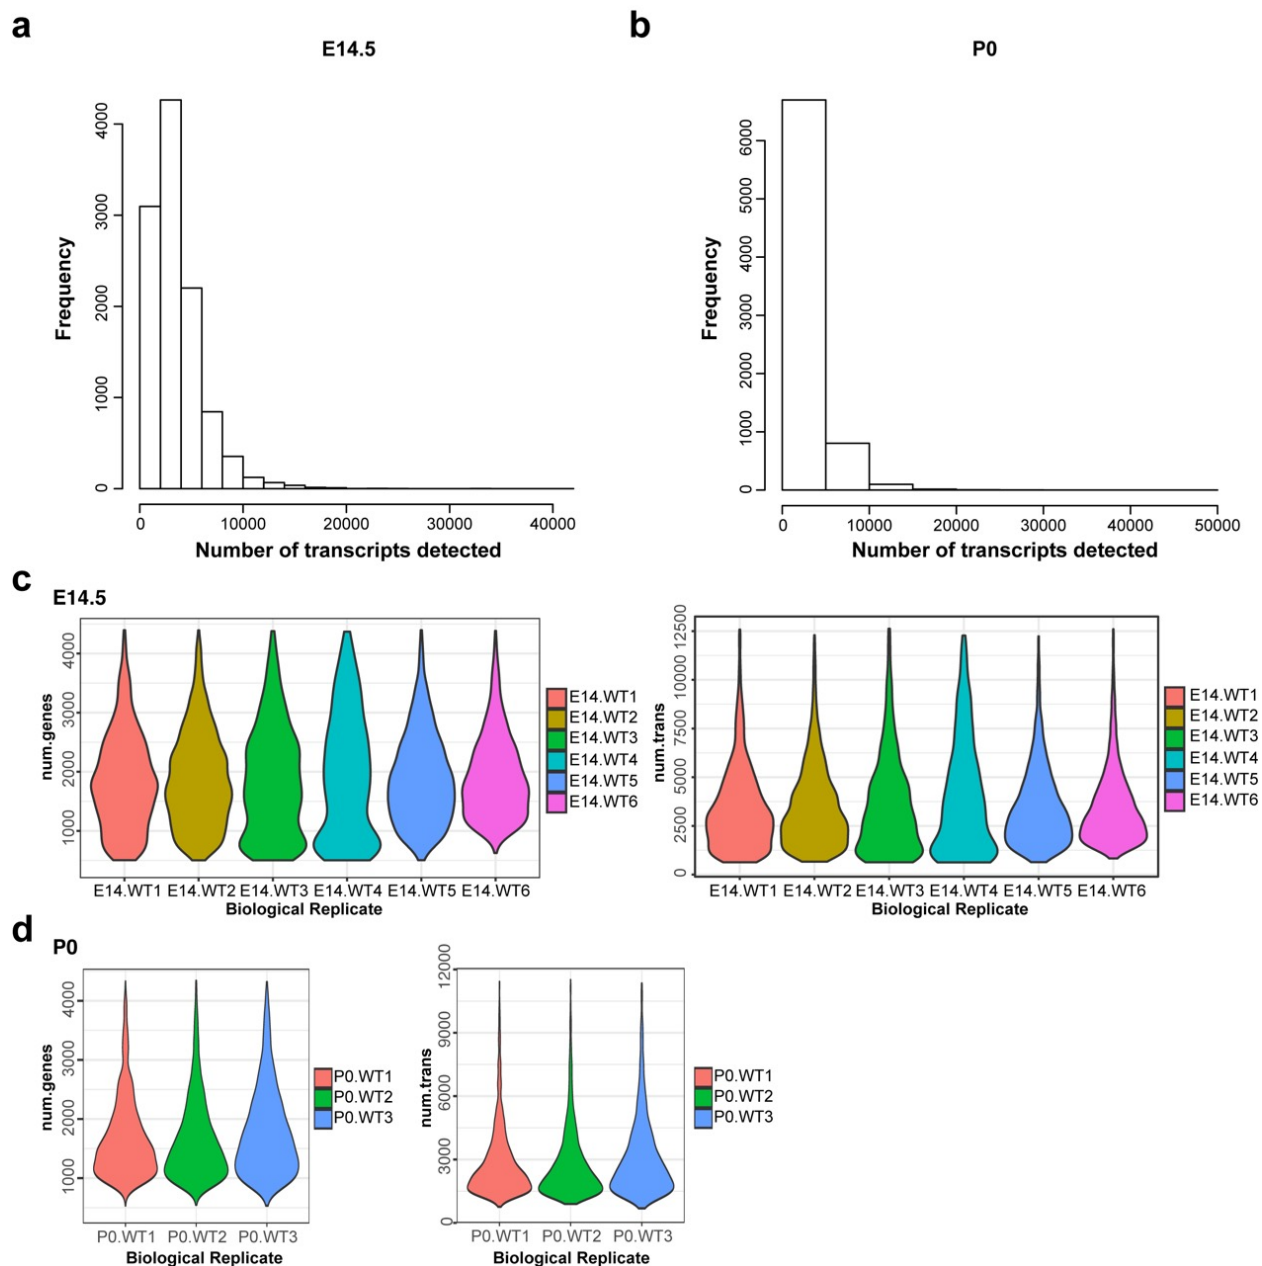 a
E14.5
4000
3000
2000
1000
0
Frequency
0 10000 20000 30000 40000
Number of transcripts detected
b
P0
6000
5000
4000
3000
2000
1000
0
Frequency
0 10000 20000 30000 40000 50000
Number of transcripts detected
c
E14.5
4000
3000
2000
1000
num.genes
E14.WT1 E14.WT2 E14.WT3 E14.WT4 E14.WT5 E14.WT6
Biological Replicate
E14.WT1
E14.WT2
E14.WT3
E14.WT4
E14.WT5
E14.WT6
12500
10000
7500
5000
2500
0
num.trans
E14.WT1 E14.WT2 E14.WT3 E14.WT4 E14.WT5 E14.WT6
Biological Replicate
E14.WT1
E14.WT2
E14.WT3
E14.WT4
E14.WT5
E14.WT6
d
P0
4000
3000
2000
1000
num.genes
P0.WT1 P0.WT2 P0.WT3
Biological Replicate
P0.WT1
P0.WT2
P0.WT3
12000
9000
6000
3000
0
num.trans
P0.WT1 P0.WT2 P0.WT3
Biological Replicate
P0.WT1
P0.WT2
P0.WT3